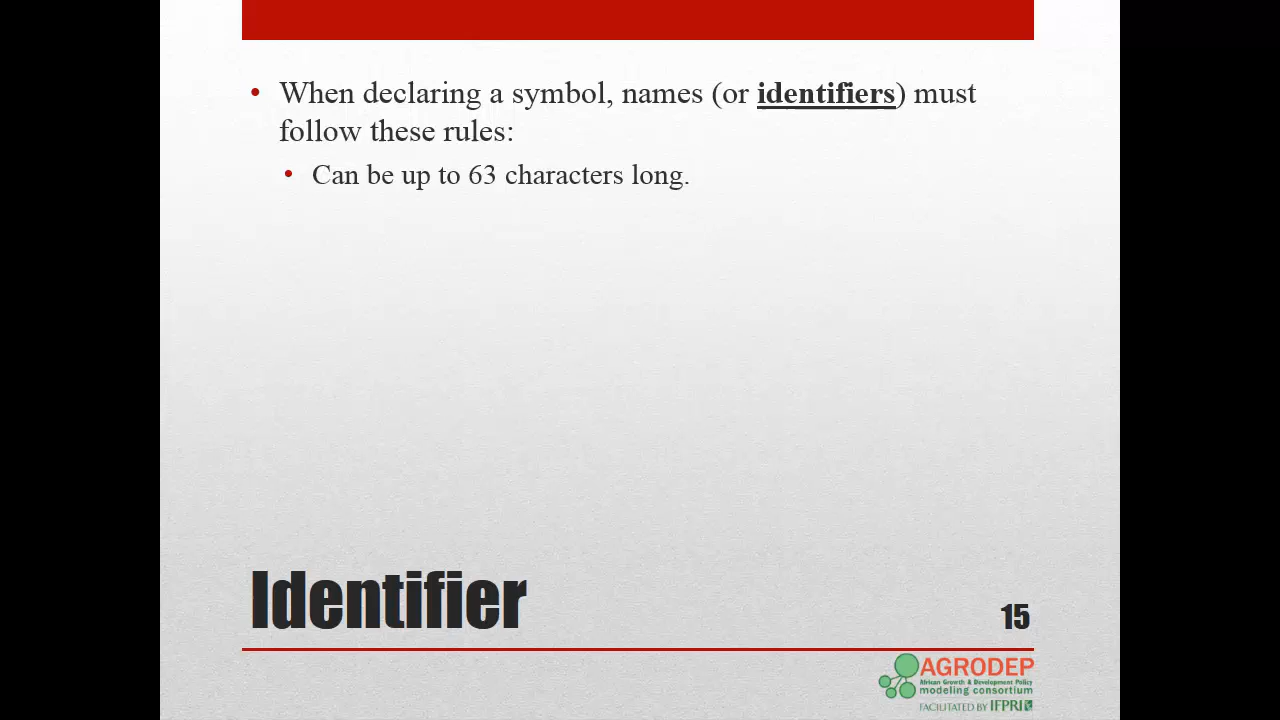 • When declaring a symbol, names (or identifiers) must
follow these rules:
• Can be up to 63 characters long.
Identifier
15
AGRODEP
African Growth & Development Policy
modeling consortium
FACILITATED BY IFPRI